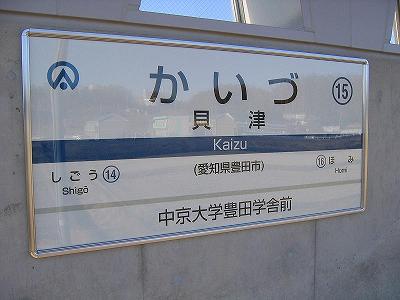 かいづ 15
貝津
Kaizu
(愛知県豊田市)
しごう 14
Shigō
16 ほみ
Homi
中京大学豊田学舎前